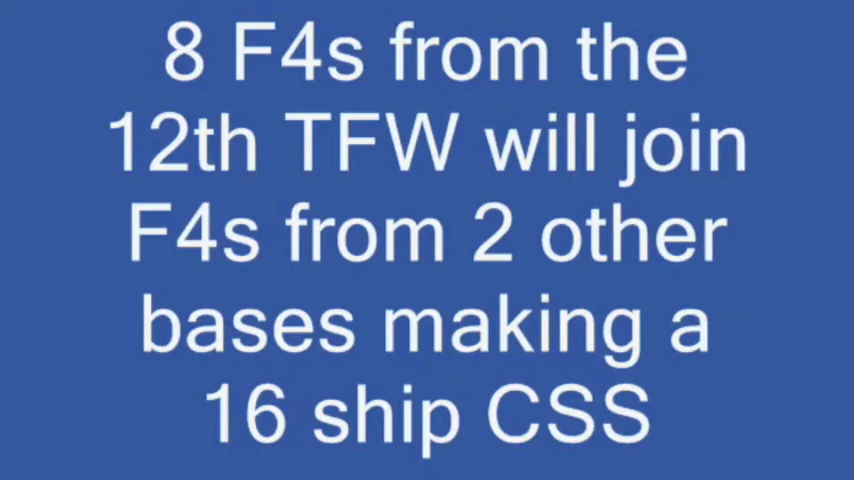 8 F4s from the
12th TFW will join
F4s from 2 other
bases making a
16 ship CSS